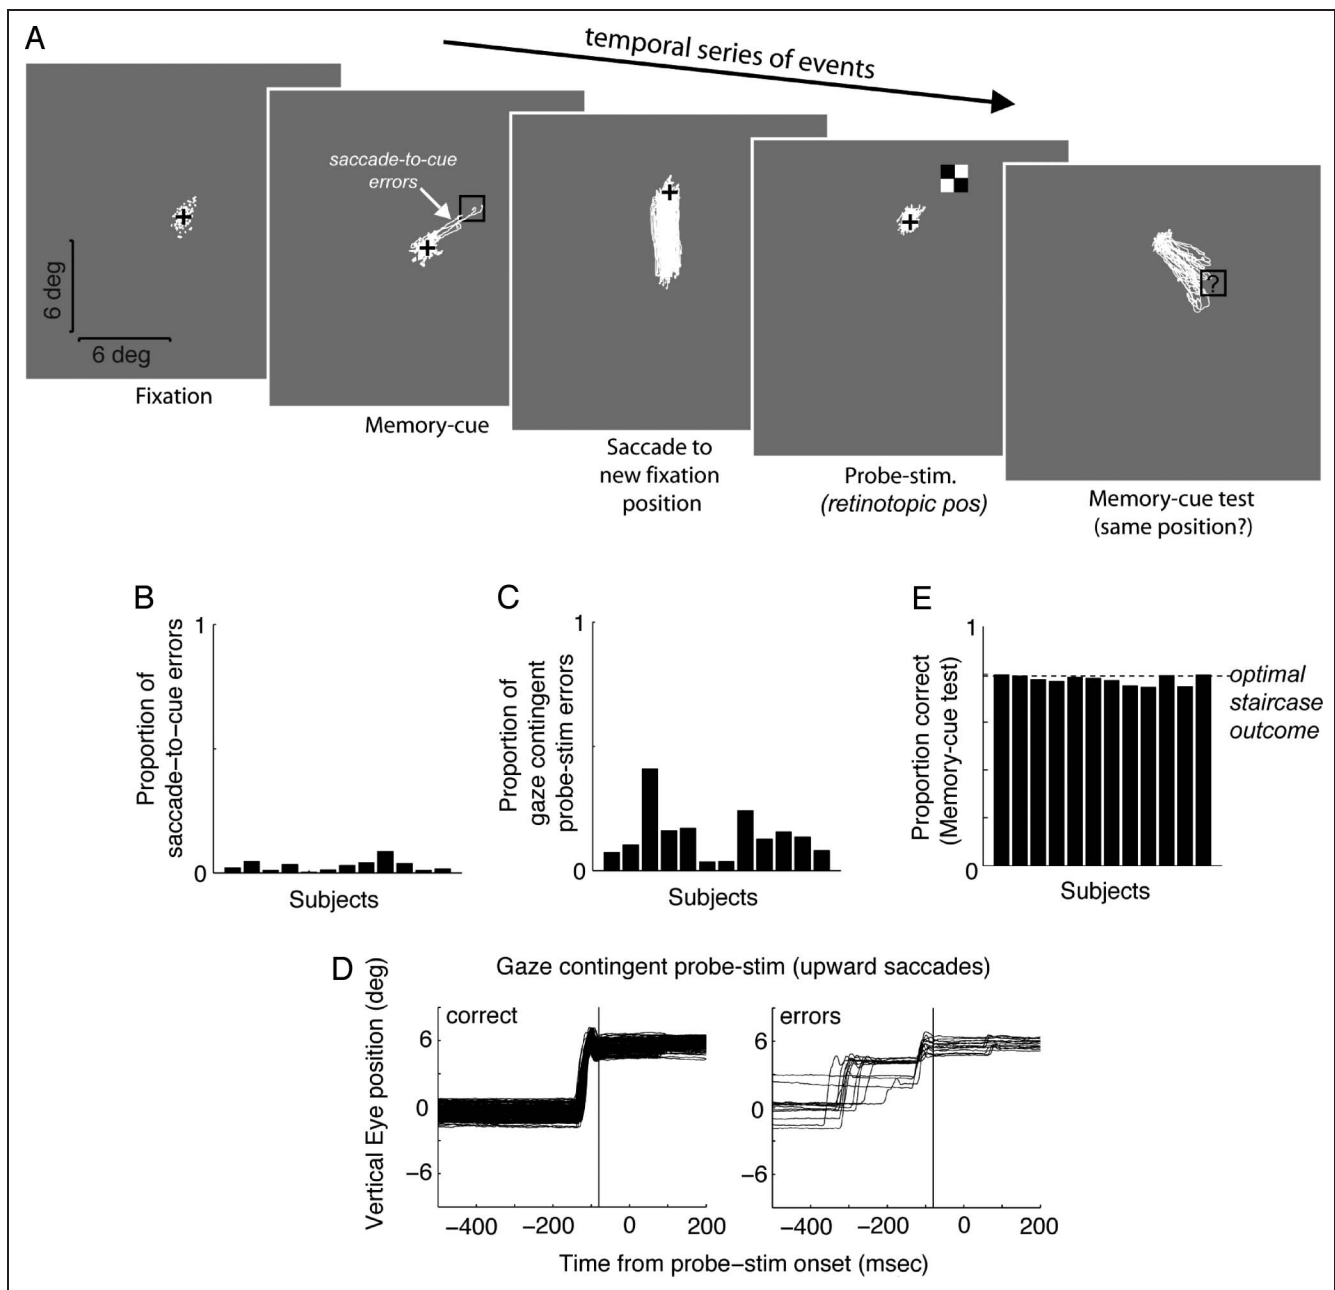 A
temporal series of events
saccade-to-cue
errors
6 deg
6 deg
?
Fixation
Memory-cue
Saccade to
new fixation
position
Probe-stim.
(retinotopic pos)
Memory-cue test
(same position?)
B
Proportion of
saccade−to−cue errors
1
0
Subjects
C
Proportion of
gaze contingent
probe-stim errors
1
0
Subjects
E
Proportion correct
(Memory-cue test)
1
0
optimal
staircase
outcome
Subjects
D
Gaze contingent probe-stim (upward saccades)
Vertical Eye position (deg)
correct
6
0
−6
−400 −200 0 200
errors
6
0
−6
−400 −200 0 200
Time from probe−stim onset (msec)